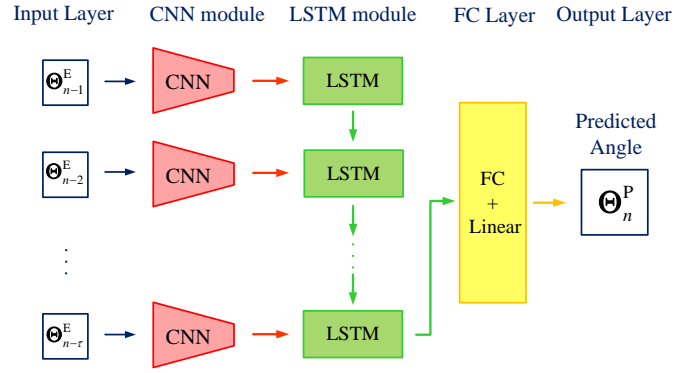 Input Layer CNN module LSTM module FC Layer Output Layer
Θ^E_{n-1} CNN LSTM
Θ^E_{n-2} CNN LSTM
Predicted
Angle
FC
+
Linear
Θ^P_n
⋮ ⋮
Θ^E_{n-τ} CNN LSTM